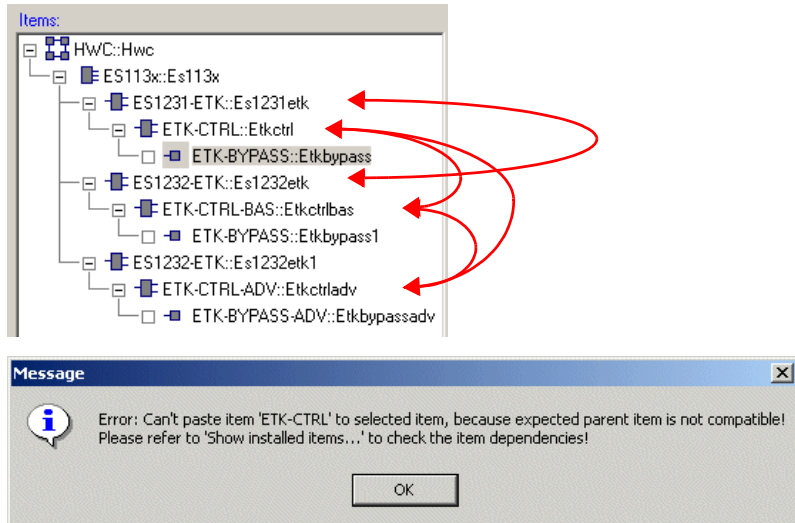 Items:
HWC::Hwc
ES113x::Es113x
ES1231-ETK::Es1231etk
ETK-CTRL::Etkctrl
ETK-BYPASS::Etkbypass
ES1232-ETK::Es1232etk
ETK-CTRL-BAS::Etkctrlbas
ETK-BYPASS::Etkbypass1
ES1232-ETK::Es1232etk1
ETK-CTRL-ADV::Etkctrladv
ETK-BYPASS-ADV::Etkbypassadv
Message
Error: Can't paste item 'ETK-CTRL' to selected item, because expected parent item is not compatible!
Please refer to 'Show installed items...' to check the item dependencies!
OK